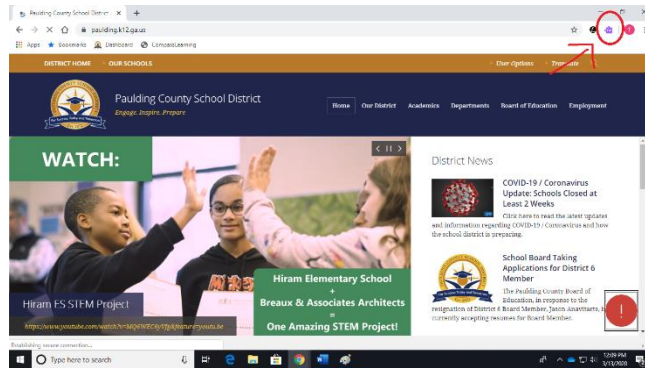 Paulding County School District
paulding.k12.ga.us
Apps
Bookmarks
Dashboard
CompassLearning
DISTRICT HOME
OUR SCHOOLS
User Options
Translate
Paulding County School District
Engage. Inspire. Prepare
Home
Our District
Academics
Departments
Board of Education
Employment
WATCH:
Hiram Elementary School
+
Breaux & Associates Architects
=
One Amazing STEM Project!
Hiram ES STEM Project
District News
COVID-19 / Coronavirus
Update: Schools Closed at
Least 2 Weeks
Click here to read the latest updates
and information regarding COVID-19 / Coronavirus and how
the school district is preparing.
School Board Taking
Applications for District 6
Member
The Paulding County Board of
Education, in response to the
resignation of District 6 Board Member, Jason Anavitarte, is
currently accepting resumes for Board Member.
Establishing secure connection...
Type here to search
12:09 PM
3/13/2020